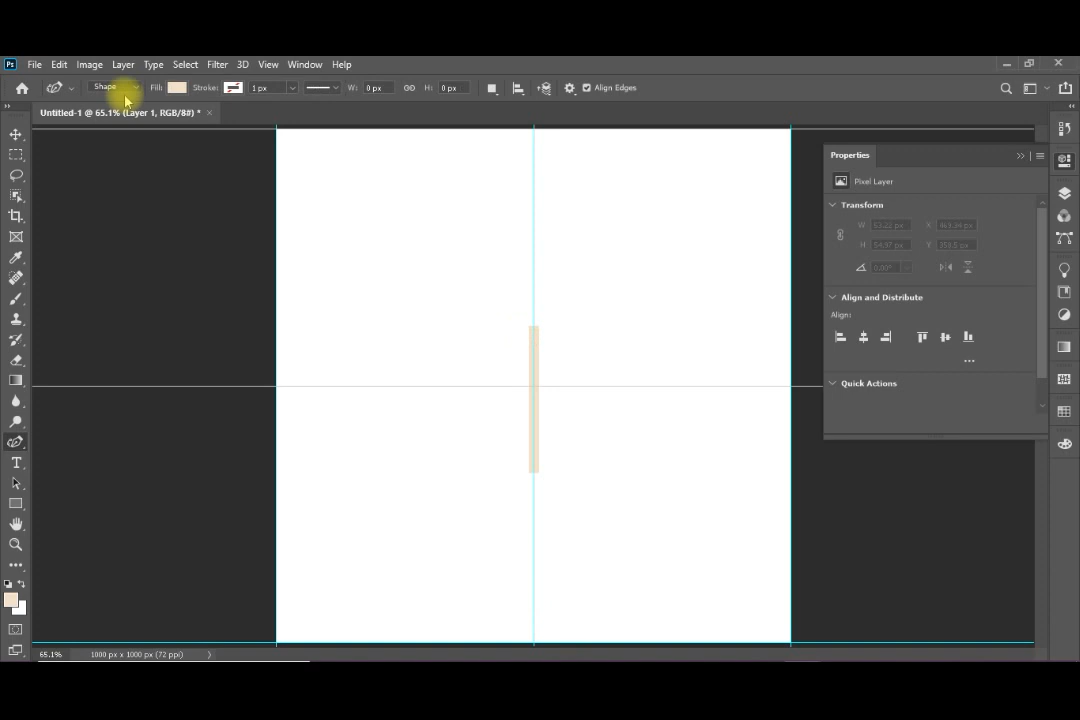 Ps File Edit Image Layer Type Select Filter 3D View Window Help
Shape Fill: Stroke: 1 px W: 0 px H: 0 px Align Edges
Untitled-1 @ 65.1% (Layer 1, RGB/8#) *
Properties
Pixel Layer
Transform
W 53.22 px X 469.34 px
H 54.97 px Y 359.5 px
0.00°
Align and Distribute
Align:
Quick Actions
65.1% 1000 px x 1000 px (72 ppi)